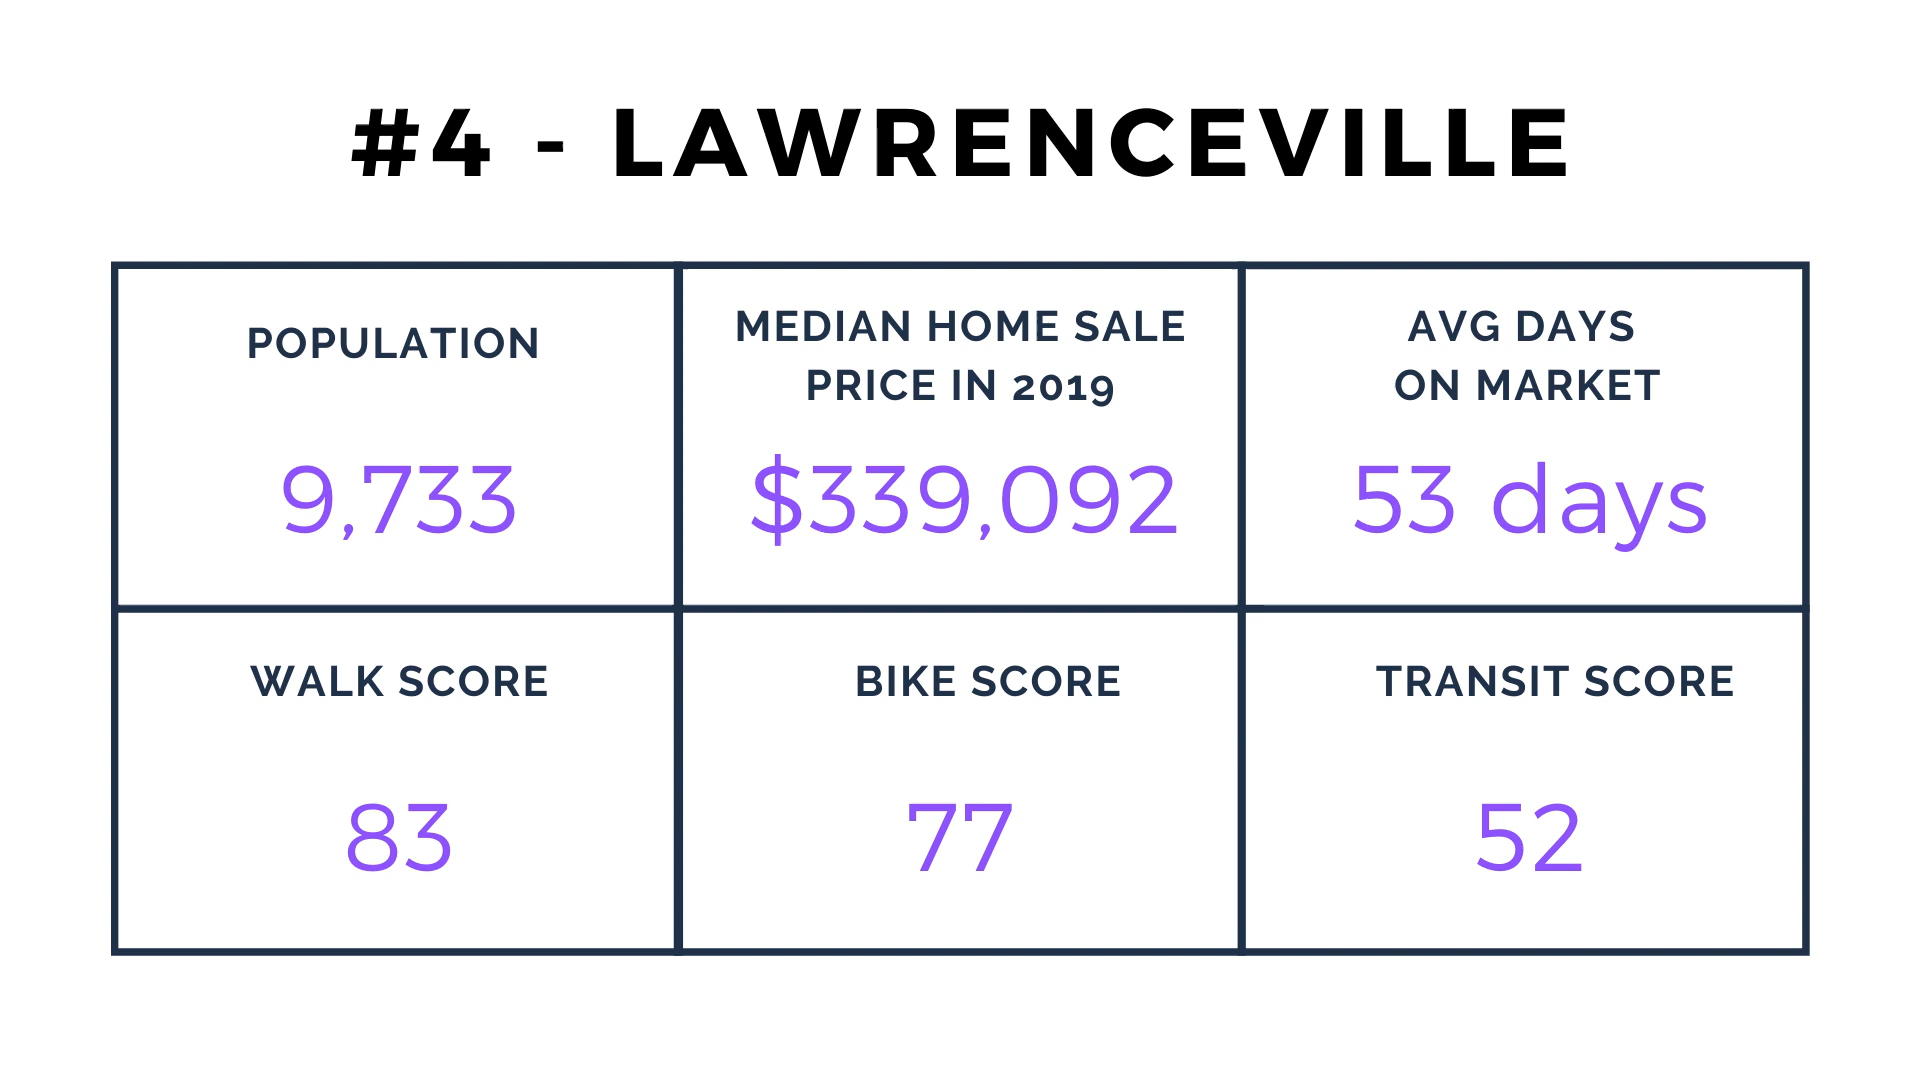 #4 - LAWRENCEVILLE
POPULATION
9,733
MEDIAN HOME SALE
PRICE IN 2019
$339,092
AVG DAYS
ON MARKET
53 days
WALK SCORE
83
BIKE SCORE
77
TRANSIT SCORE
52